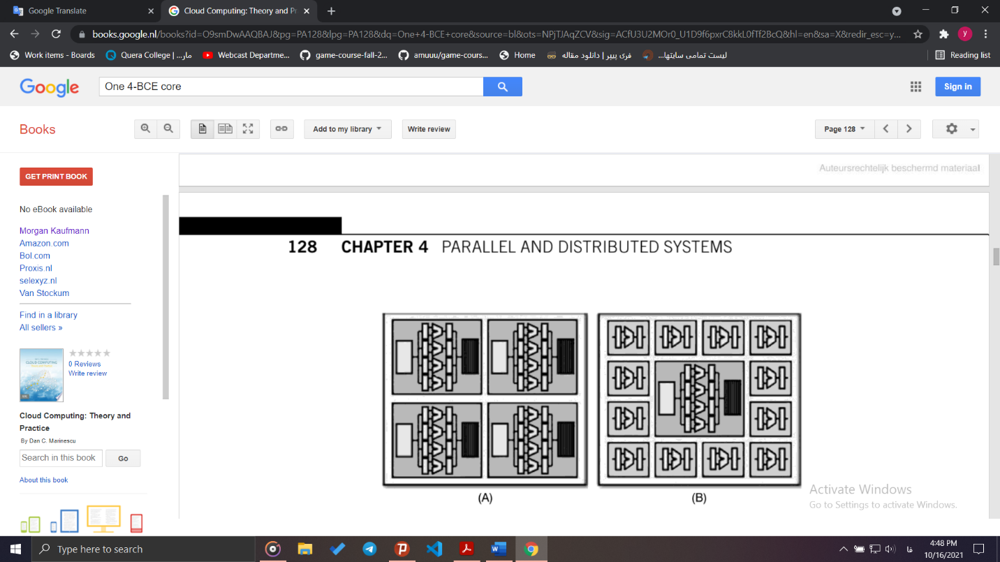 Google Translate
Cloud Computing: Theory and Pr
books.google.nl/books?id=O9smDwAAQBAJ&pg=PA128&lpg=PA128&dq=One+4-BCE+core&source=bl&ots=NPjTJAqZCV&sig=ACfU3U2MOr0_U1D9f6pxrC8kkL0fTf2BcQ&hl=en&sa=X&redir_esc=y...
y
Work items - Boards
Quera College | مار...
Webcast Departme...
game-course-fall-2...
amuuu/game-cours...
Home
فری پیپر | دانلود مقاله
لیست تمامی سایتها...
Reading list
Google
One 4-BCE core
Sign in
Books
Add to my library
Write review
Page 128
GET PRINT BOOK
No eBook available
Morgan Kaufmann
Amazon.com
Bol.com
Proxis.nl
selexyz.nl
Van Stockum
Find in a library
All sellers »
0 Reviews
Write review
CLOUD COMPUTING
Cloud Computing: Theory and
Practice
By Dan C. Marinescu
Search in this book
Go
About this book
Auteursrechtelijk beschermd materiaal
128 CHAPTER 4 PARALLEL AND DISTRIBUTED SYSTEMS
(A)
(B)
Activate Windows
Go to Settings to activate Windows.
Type here to search
فا
4:48 PM
10/16/2021